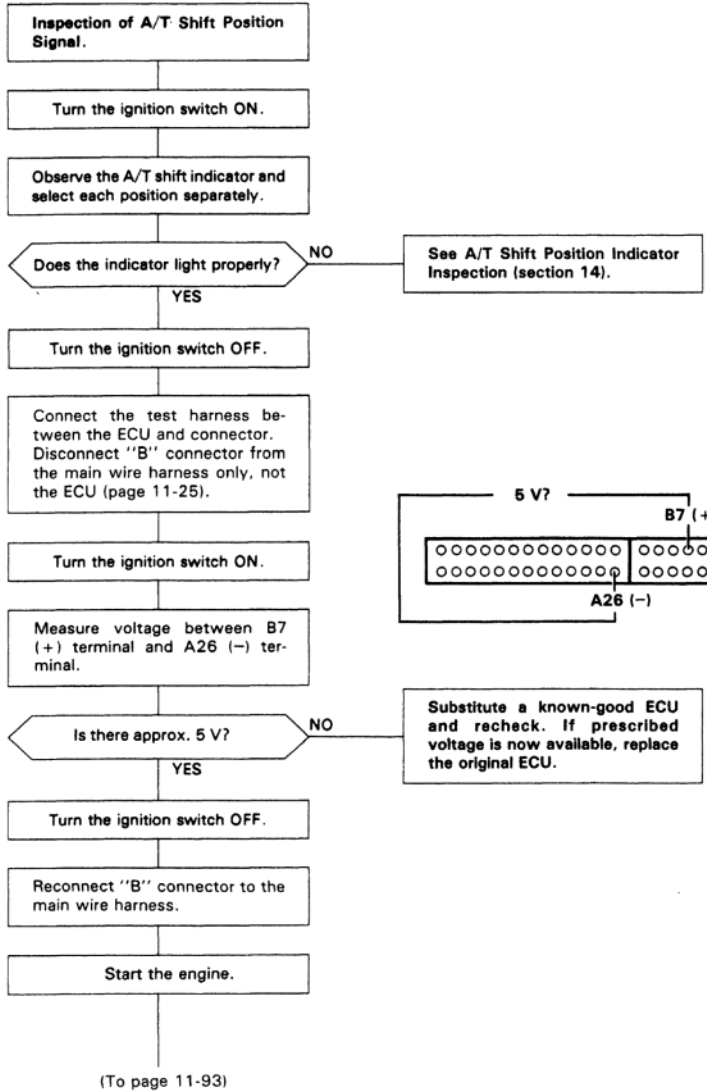 Inspection of A/T Shift Position
Signal.
Turn the ignition switch ON.
Observe the A/T shift indicator and
select each position separately.
Does the indicator light properly?
NO
See A/T Shift Position Indicator
Inspection (section 14).
YES
Turn the ignition switch OFF.
Connect the test harness be-
tween the ECU and connector.
Disconnect "B" connector from
the main wire harness only, not
the ECU (page 11-25).
5 V?
B7 (+
A26 (−)
Turn the ignition switch ON.
Measure voltage between B7
(+) terminal and A26 (−) ter-
minal.
Is there approx. 5 V?
NO
Substitute a known-good ECU
and recheck. If prescribed
voltage is now available, replace
the original ECU.
YES
Turn the ignition switch OFF.
Reconnect "B" connector to the
main wire harness.
Start the engine.
(To page 11-93)